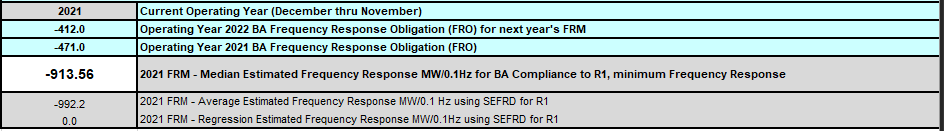 2021 Current Operating Year (December thru November)
-412.0 Operating Year 2022 BA Frequency Response Obligation (FRO) for next year's FRM
-471.0 Operating Year 2021 BA Frequency Response Obligation (FRO)
-913.56 2021 FRM - Median Estimated Frequency Response MW/0.1Hz for BA Compliance to R1, minimum Frequency Response
-992.2 2021 FRM - Average Estimated Frequency Response MW/0.1 Hz using SEFRD for R1
0.0 2021 FRM - Regression Estimated Frequency Response MW/0.1Hz using SEFRD for R1